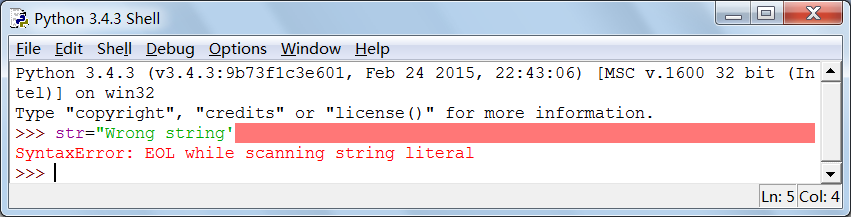 Python 3.4.3 Shell
File Edit Shell Debug Options Window Help
Python 3.4.3 (v3.4.3:9b73f1c3e601, Feb 24 2015, 22:43:06) [MSC v.1600 32 bit (In
tel)] on win32
Type "copyright", "credits" or "license()" for more information.
>>> str="Wrong string'
SyntaxError: EOL while scanning string literal
>>>
Ln: 5 Col: 4